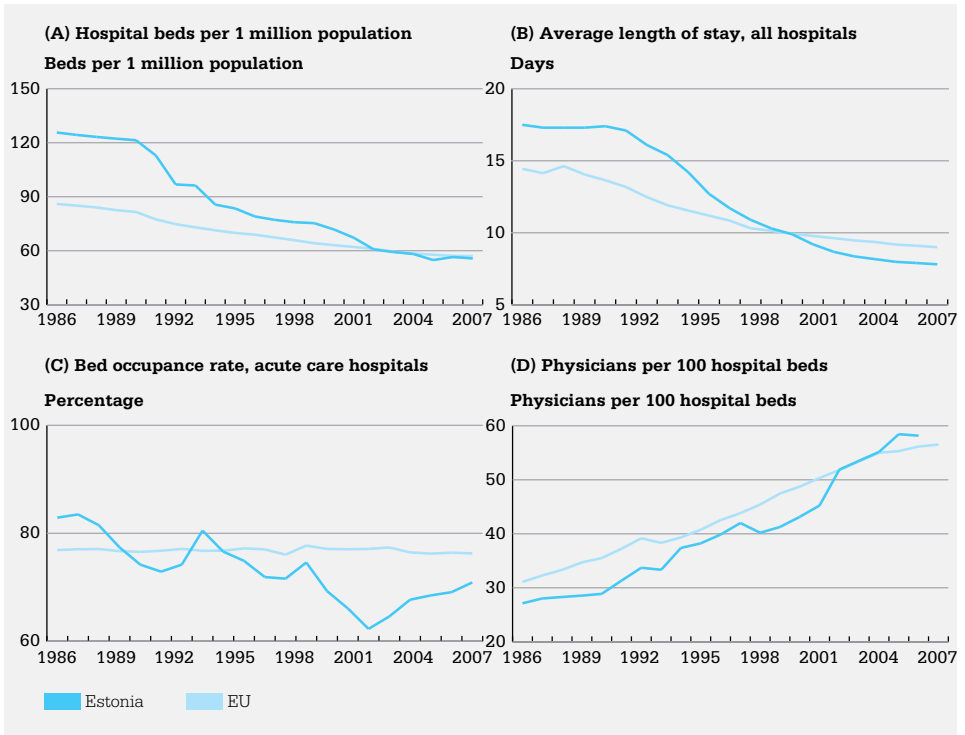 (A) Hospital beds per 1 million population
Beds per 1 million population
150
120
90
60
30
1986 1989 1992 1995 1998 2001 2004 2007
(B) Average length of stay, all hospitals
Days
20
15
10
5
1986 1989 1992 1995 1998 2001 2004 2007
(C) Bed occupance rate, acute care hospitals
Percentage
100
80
60
1986 1989 1992 1995 1998 2001 2004 2007
(D) Physicians per 100 hospital beds
Physicians per 100 hospital beds
60
50
40
30
20
1986 1989 1992 1995 1998 2001 2004 2007
Estonia EU